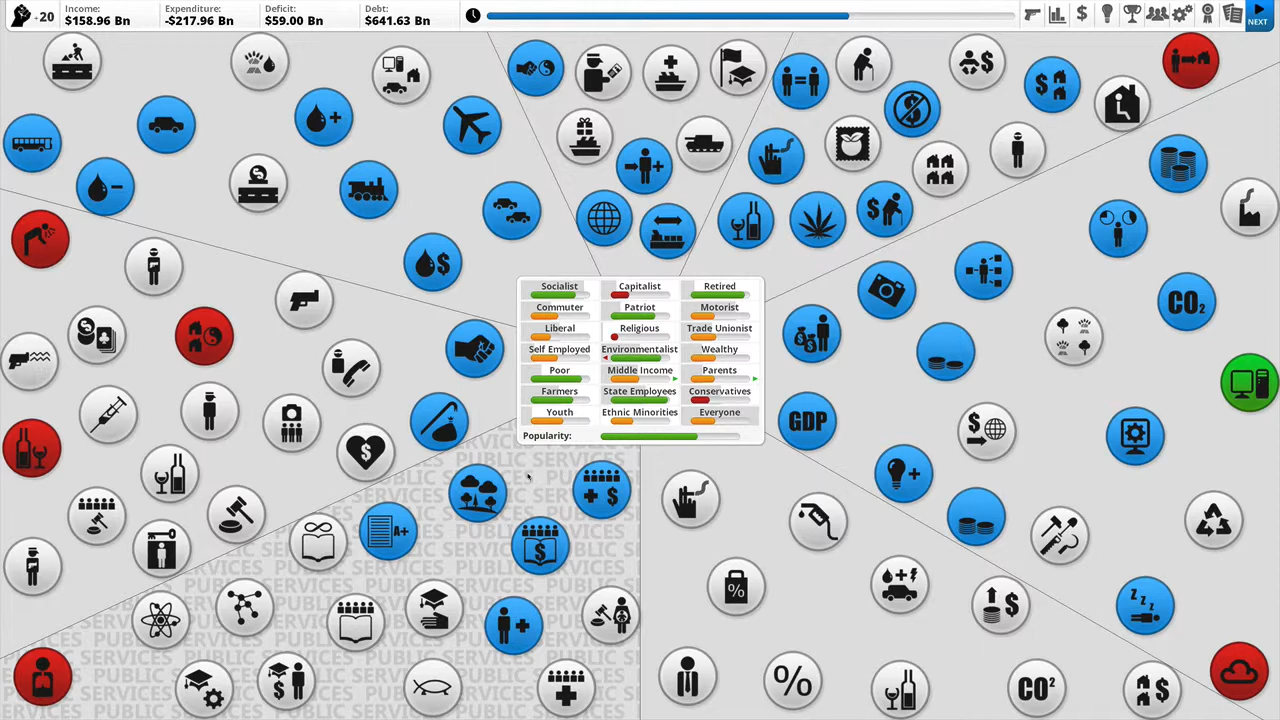 +20
Income:
$158.96 Bn
Expenditure:
-$217.96 Bn
Deficit:
$59.00 Bn
Debt:
$641.63 Bn
NEXT
Socialist
Capitalist
Retired
Commuter
Patriot
Motorist
Liberal
Religious
Trade Unionist
Self Employed
Environmentalist
Wealthy
Poor
Middle Income
Parents
Farmers
State Employees
Conservatives
Youth
Ethnic Minorities
Everyone
Popularity:
CO2
GDP
A+
PUBLIC SERVICES
%
CO²
z z z